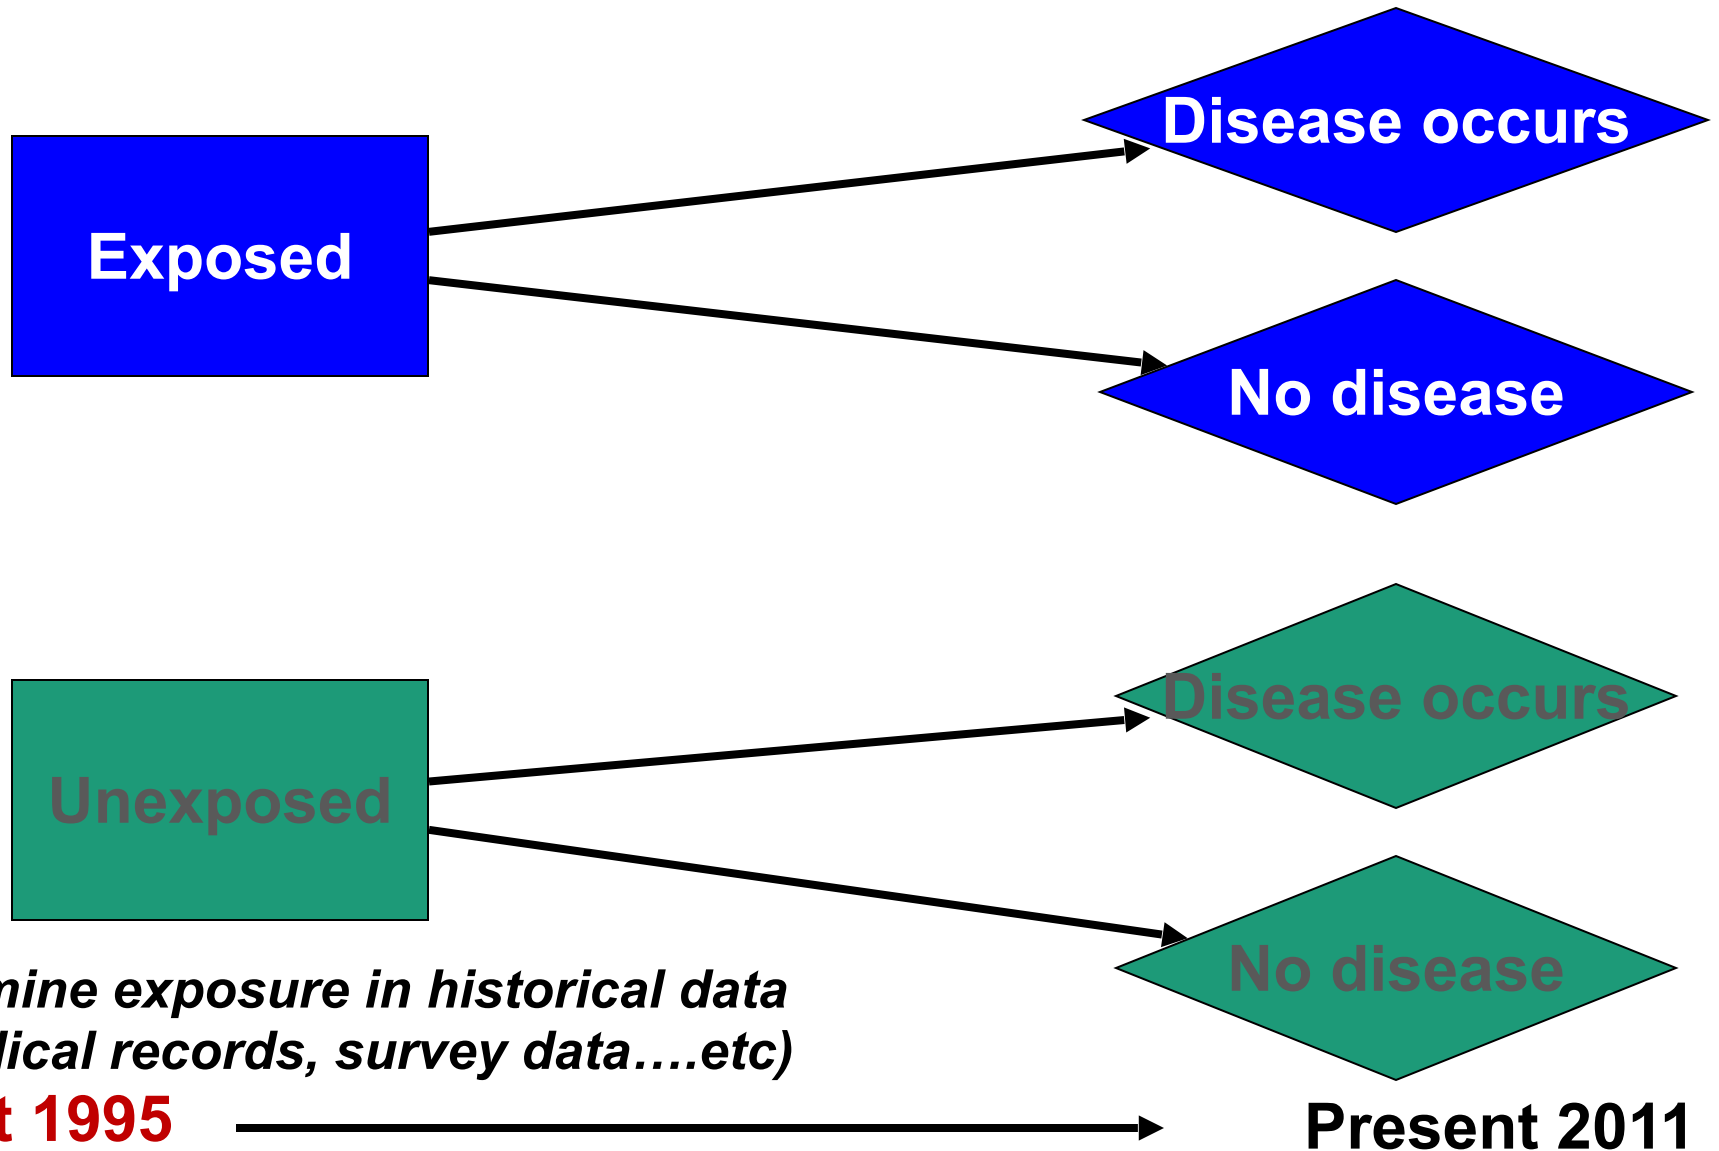 Disease occurs
Exposed
No disease
Disease occurs
Unexposed
No disease
mine exposure in historical data
dical records, survey data....etc)
t 1995
Present 2011